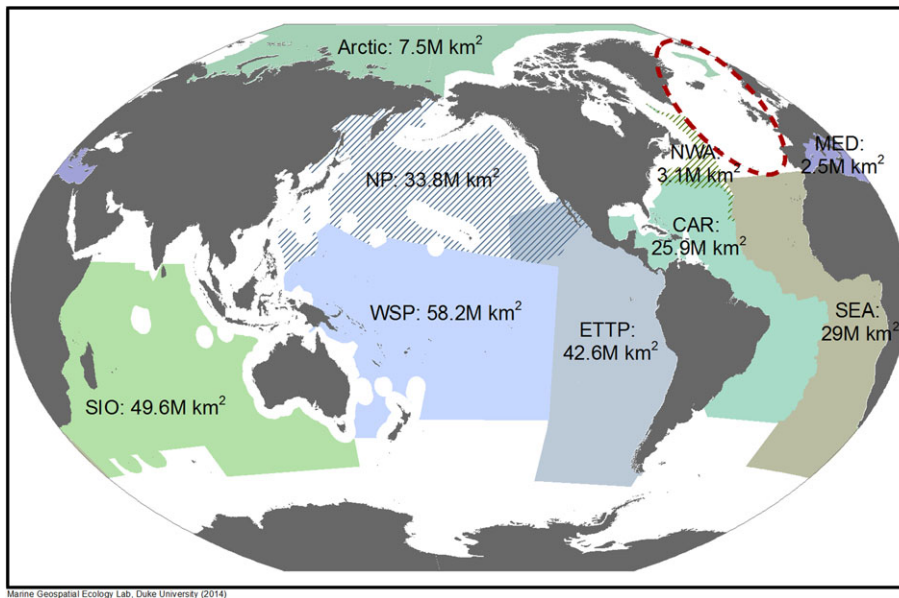 Arctic: 7.5M km²
NWA:
3.1M km²
MED:
2.5M km²
NP: 33.8M km²
CAR:
25.9M km²
WSP: 58.2M km²
ETTP:
42.6M km²
SEA:
29M km²
SIO: 49.6M km²
Marine Geospatial Ecology Lab, Duke University (2014)